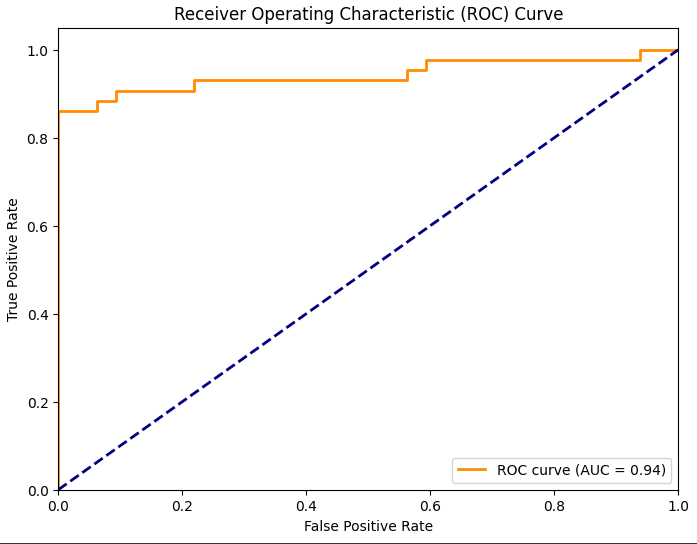 Receiver Operating Characteristic (ROC) Curve
1.0
0.8
0.6
0.4
0.2
0.0
True Positive Rate
ROC curve (AUC = 0.94)
0.0 0.2 0.4 0.6 0.8 1.0
False Positive Rate